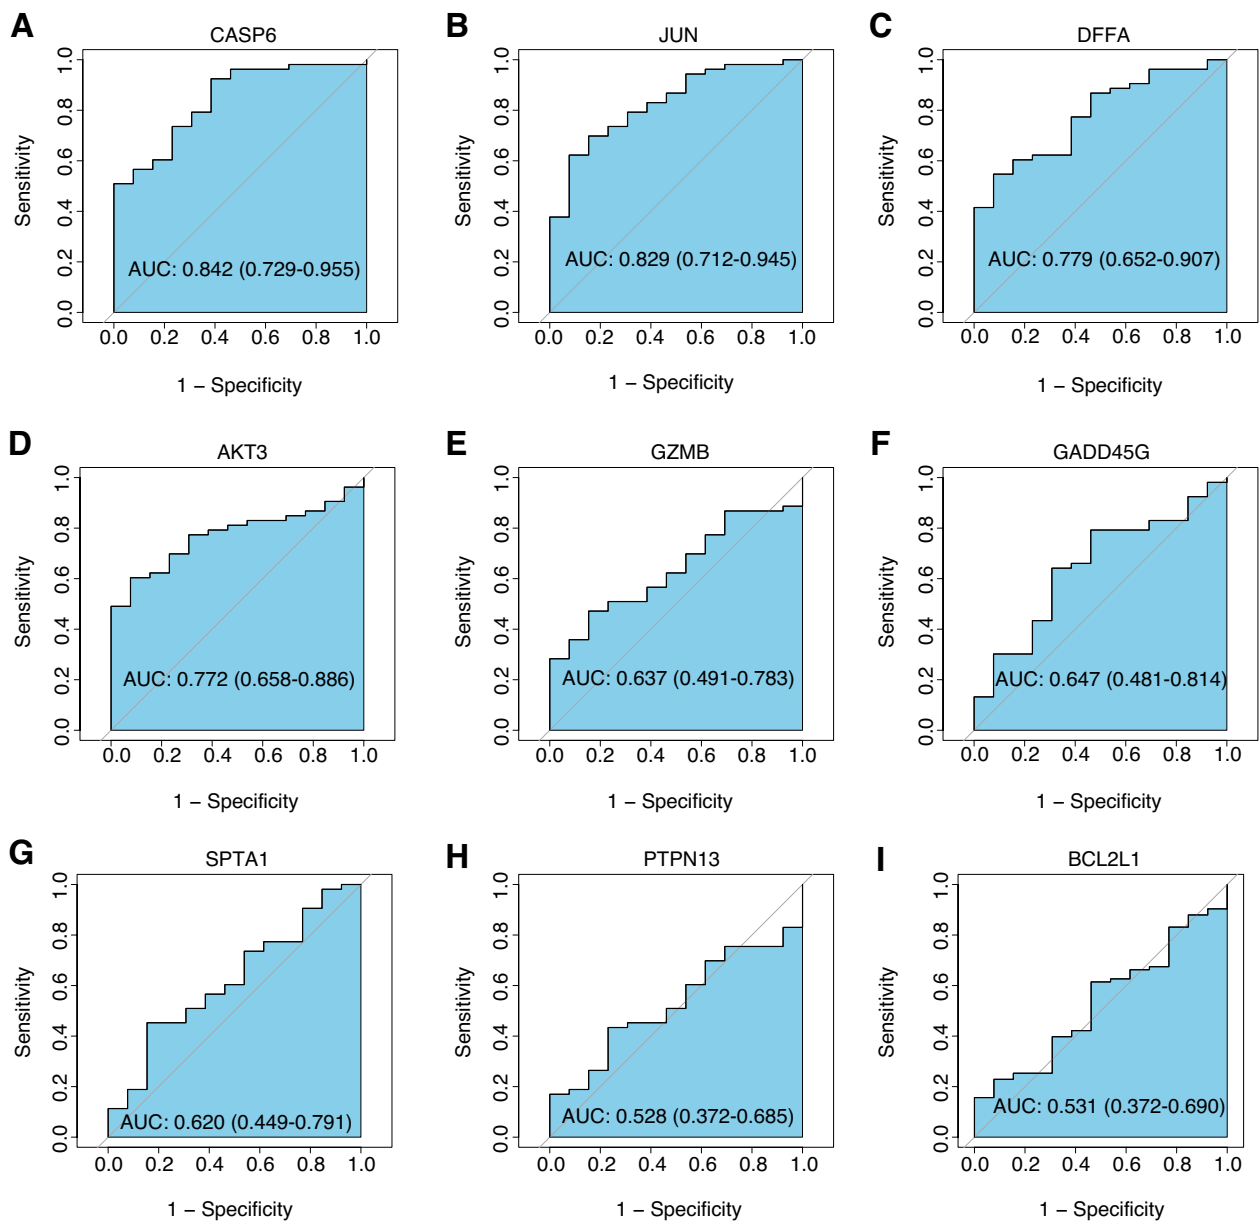 A
CASP6
Sensitivity
0.0 0.2 0.4 0.6 0.8 1.0
AUC: 0.842 (0.729-0.955)
0.0 0.2 0.4 0.6 0.8 1.0
1 – Specificity
B
JUN
Sensitivity
0.0 0.2 0.4 0.6 0.8 1.0
AUC: 0.829 (0.712-0.945)
0.0 0.2 0.4 0.6 0.8 1.0
1 – Specificity
C
DFFA
Sensitivity
0.0 0.2 0.4 0.6 0.8 1.0
AUC: 0.779 (0.652-0.907)
0.0 0.2 0.4 0.6 0.8 1.0
1 – Specificity
D
AKT3
Sensitivity
0.0 0.2 0.4 0.6 0.8 1.0
AUC: 0.772 (0.658-0.886)
0.0 0.2 0.4 0.6 0.8 1.0
1 – Specificity
E
GZMB
Sensitivity
0.0 0.2 0.4 0.6 0.8 1.0
AUC: 0.637 (0.491-0.783)
0.0 0.2 0.4 0.6 0.8 1.0
1 – Specificity
F
GADD45G
Sensitivity
0.0 0.2 0.4 0.6 0.8 1.0
AUC: 0.647 (0.481-0.814)
0.0 0.2 0.4 0.6 0.8 1.0
1 – Specificity
G
SPTA1
Sensitivity
0.0 0.2 0.4 0.6 0.8 1.0
AUC: 0.620 (0.449-0.791)
0.0 0.2 0.4 0.6 0.8 1.0
1 – Specificity
H
PTPN13
Sensitivity
0.0 0.2 0.4 0.6 0.8 1.0
AUC: 0.528 (0.372-0.685)
0.0 0.2 0.4 0.6 0.8 1.0
1 – Specificity
I
BCL2L1
Sensitivity
0.0 0.2 0.4 0.6 0.8 1.0
AUC: 0.531 (0.372-0.690)
0.0 0.2 0.4 0.6 0.8 1.0
1 – Specificity